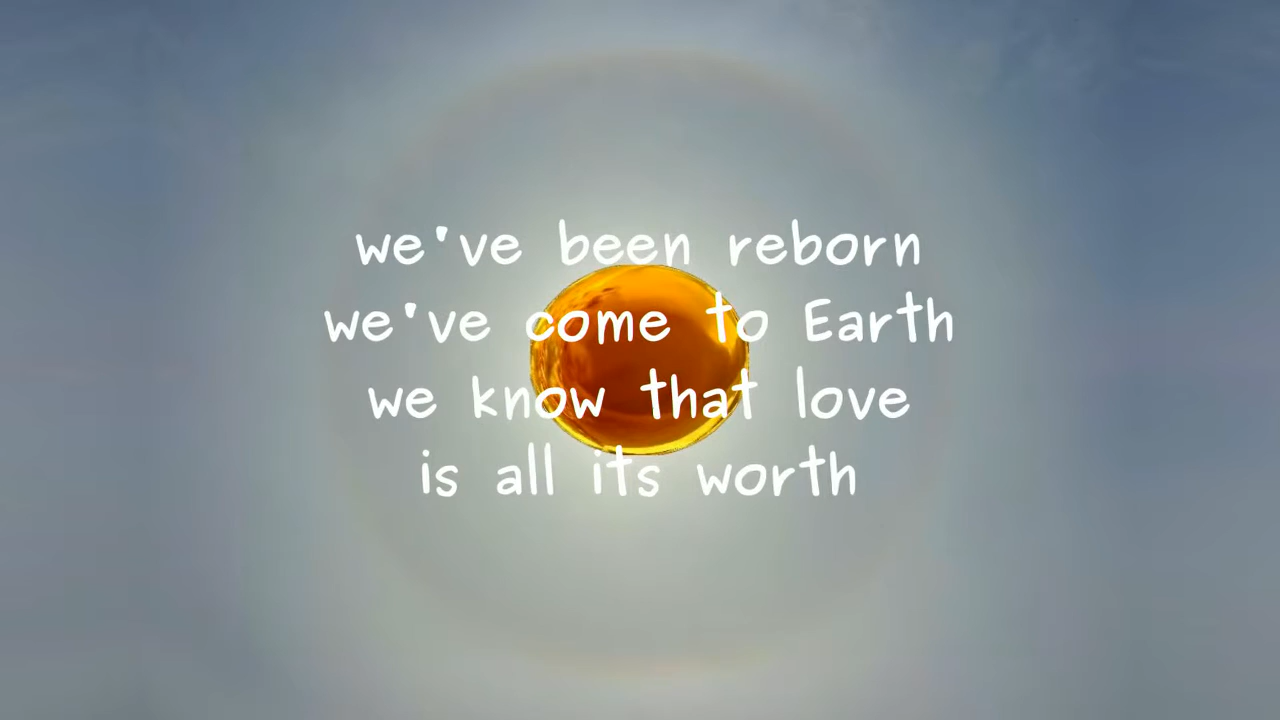 we've been reborn
we've come to Earth
we know that love
is all its worth